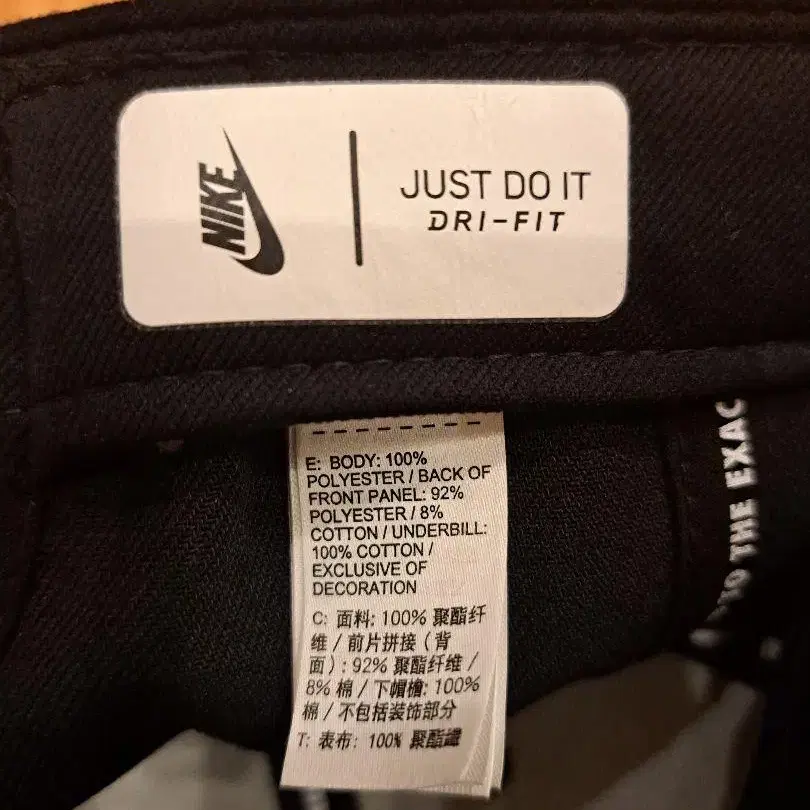 NIKE
JUST DO IT
DRI-FIT
E: BODY: 100%
POLYESTER / BACK OF
FRONT PANEL: 92%
POLYESTER / 8%
COTTON / UNDERBILL:
100% COTTON /
EXCLUSIVE OF
DECORATION
C: 面料: 100% 聚酯纤
维 / 前片拼接（背
面）: 92% 聚酯纤维 /
8% 棉 / 下帽檐: 100%
棉 / 不包括装饰部分
T: 表布: 100% 聚酯纖
THE EXAC